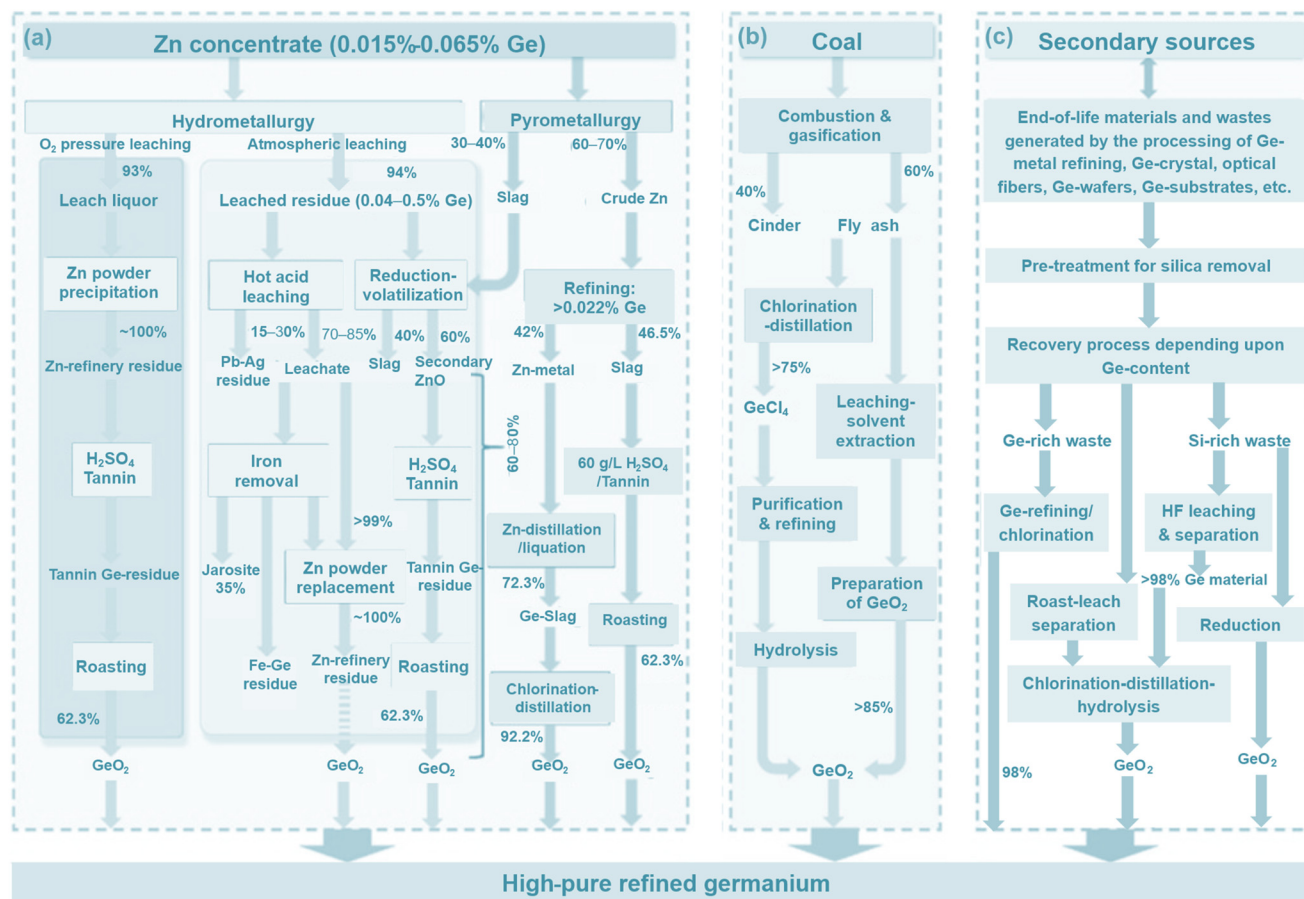 (a)
Zn concentrate (0.015%-0.065% Ge)
Hydrometallurgy
Pyrometallurgy
O₂ pressure leaching
Atmospheric leaching
30–40%
60–70%
93%
94%
Leach liquor
Leached residue (0.04–0.5% Ge)
Slag
Crude Zn
Zn powder
precipitation
Hot acid
leaching
Reduction-
volatilization
Refining:
>0.022% Ge
~100%
15–30%
70–85%
40%
60%
42%
46.5%
Zn-refinery residue
Pb-Ag
residue
Leachate
Slag
Secondary
ZnO
Zn-metal
Slag
60–80%
H₂SO₄
Tannin
Iron
removal
H₂SO₄
Tannin
60 g/L H₂SO₄
/Tannin
>99%
Zn-distillation
/liquation
Tannin Ge-residue
Jarosite
35%
Zn powder
replacement
Tannin Ge-
residue
72.3%
~100%
Ge-Slag
Roasting
Roasting
Fe-Ge
residue
Zn-refinery
residue
Roasting
62.3%
Chlorination-
distillation
62.3%
62.3%
92.2%
GeO₂
GeO₂
GeO₂
GeO₂
GeO₂
(b)
Coal
Combustion &
gasification
40%
60%
Cinder
Fly ash
Chlorination
-distillation
>75%
GeCl₄
Leaching-
solvent
extraction
Purification
& refining
Preparation
of GeO₂
Hydrolysis
>85%
GeO₂
(c)
Secondary sources
End-of-life materials and wastes
generated by the processing of Ge-
metal refining, Ge-crystal, optical
fibers, Ge-wafers, Ge-substrates, etc.
Pre-treatment for silica removal
Recovery process depending upon
Ge-content
Ge-rich waste
Si-rich waste
Ge-refining/
chlorination
HF leaching
& separation
>98% Ge material
Roast-leach
separation
Reduction
Chlorination-distillation-
hydrolysis
98%
GeO₂
GeO₂
High-pure refined germanium